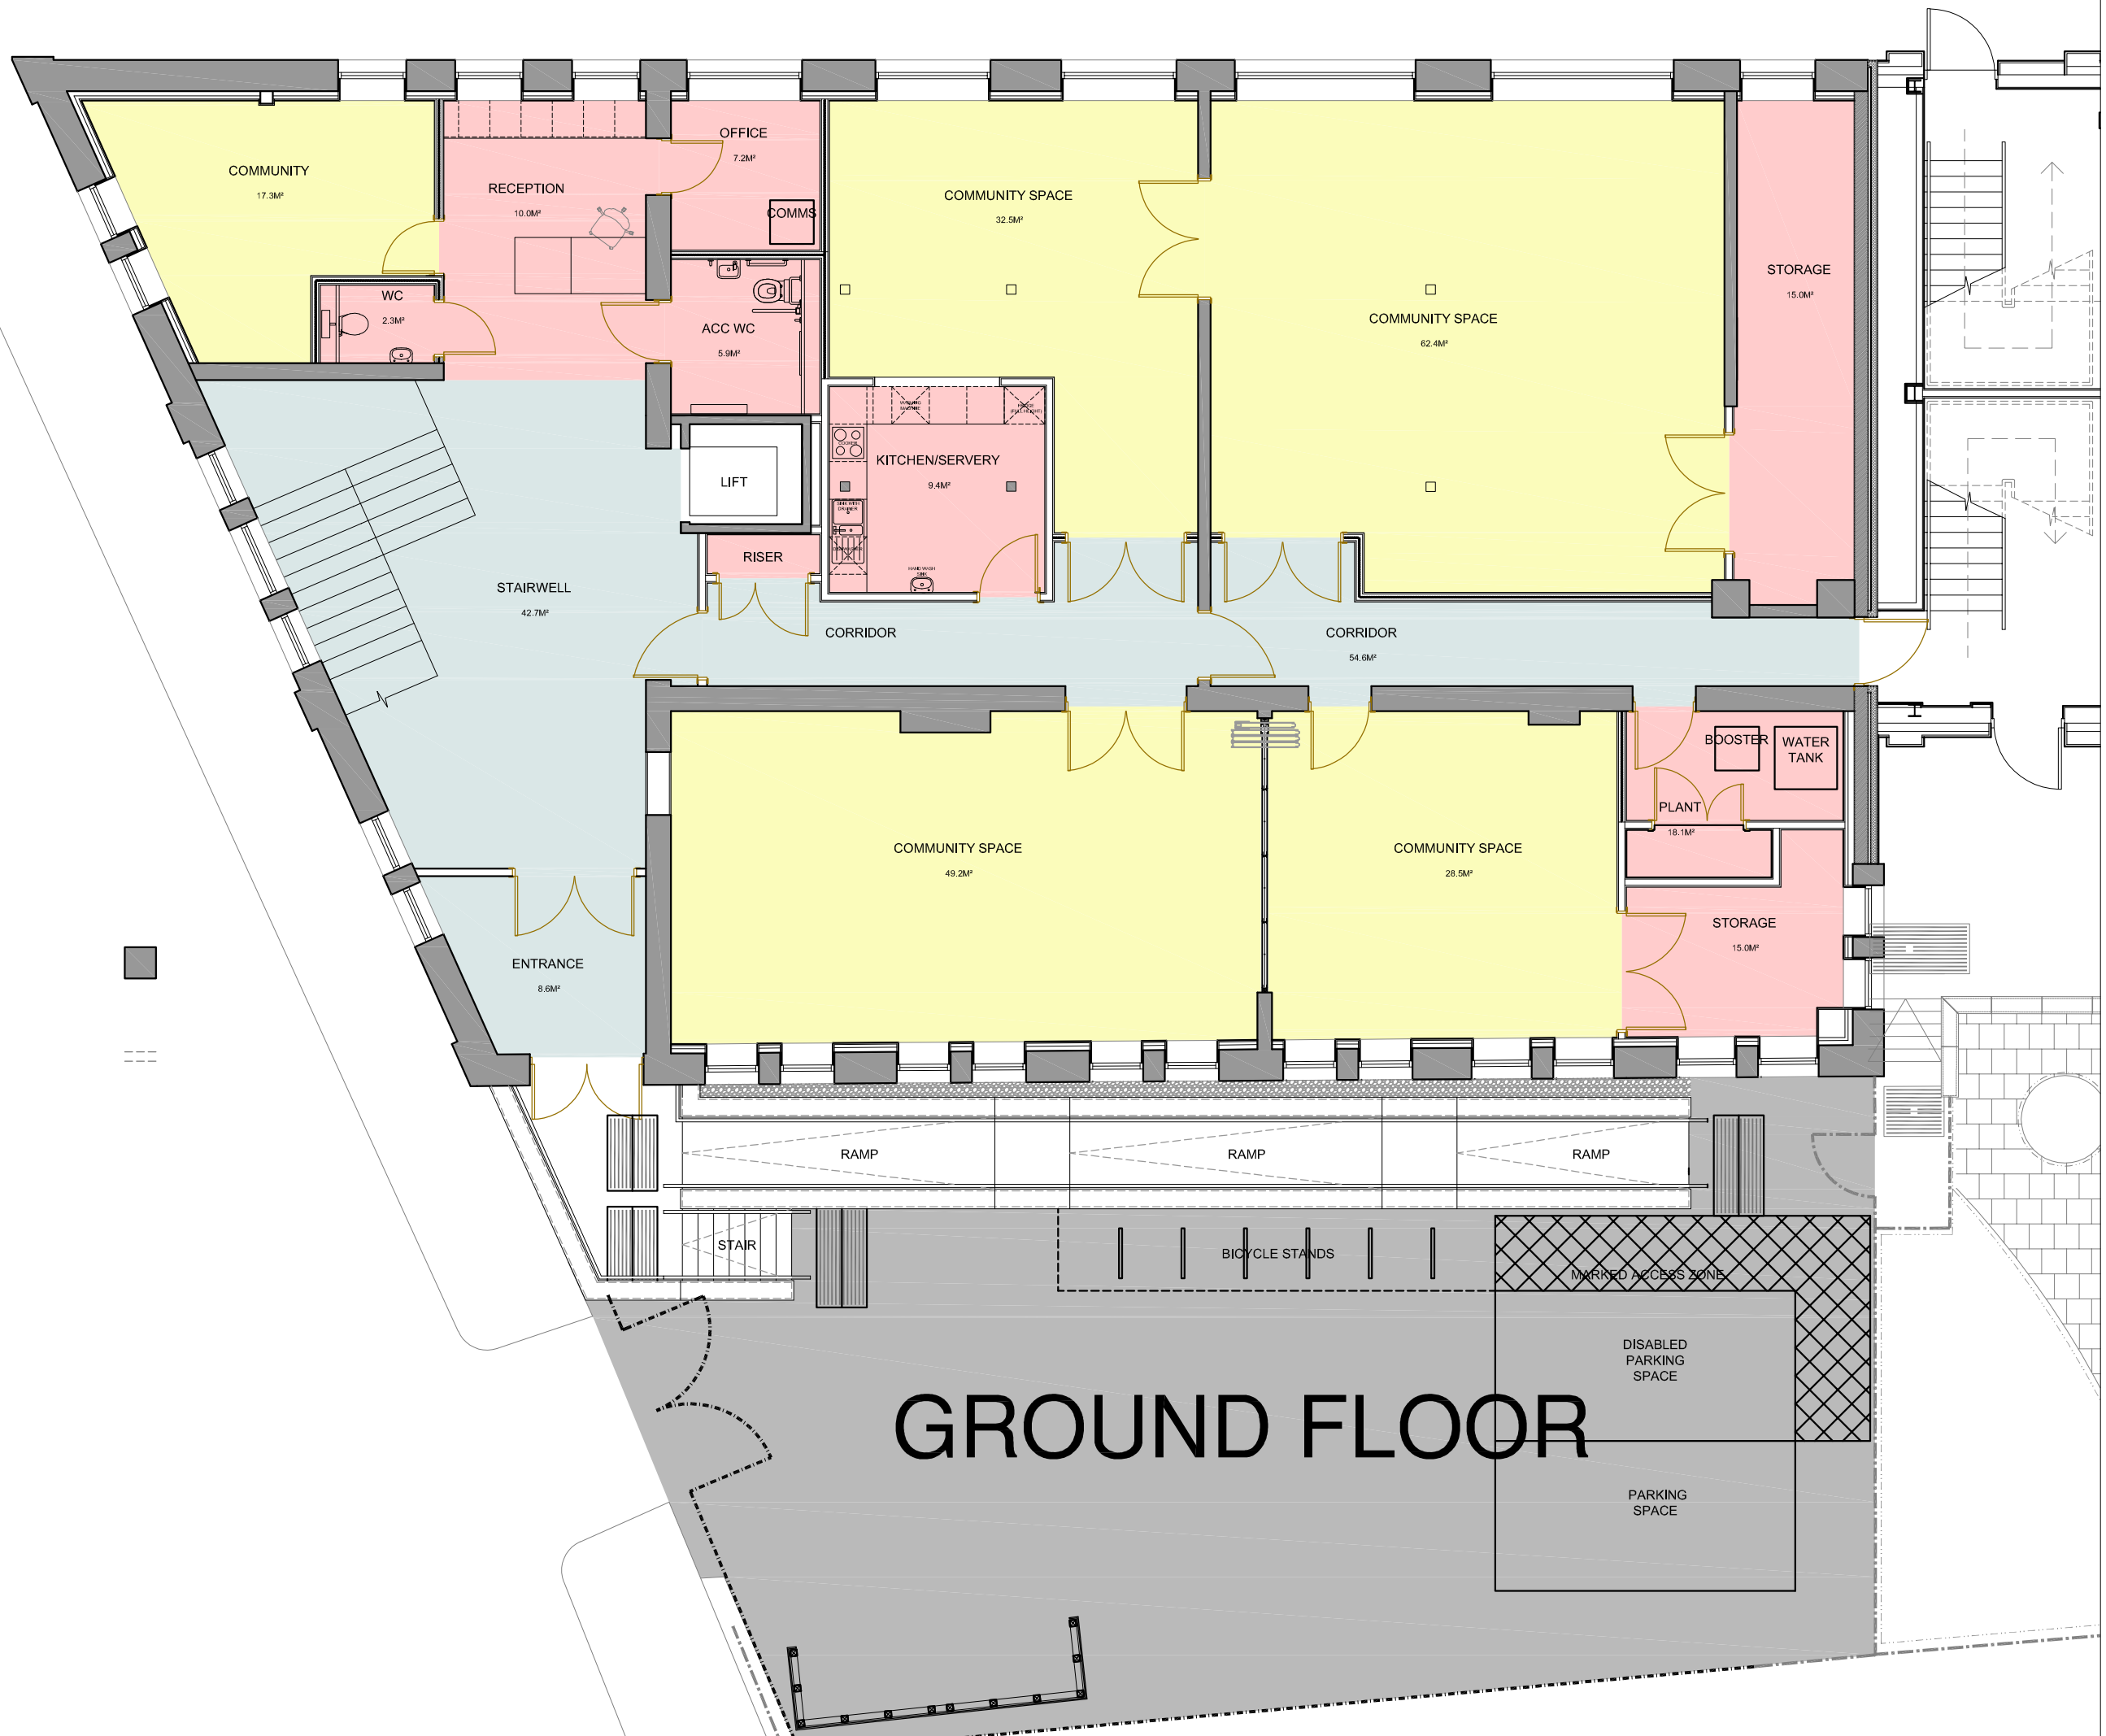 COMMUNITY
17.3M²
RECEPTION
10.0M²
OFFICE
7.2M²
COMMS
COMMUNITY SPACE
32.5M²
COMMUNITY SPACE
62.4M²
STORAGE
15.0M²
WC
2.3M²
ACC WC
5.9M²
LIFT
KITCHEN/SERVERY
9.4M²
COOKER
HAND WASH
SINK
RISER
STAIRWELL
42.7M²
CORRIDOR
CORRIDOR
54.6M²
BOOSTER
WATER
TANK
PLANT
18.1M²
COMMUNITY SPACE
49.2M²
COMMUNITY SPACE
28.5M²
STORAGE
15.0M²
ENTRANCE
8.6M²
RAMP
RAMP
RAMP
STAIR
BICYCLE STANDS
MARKED ACCESS ZONE
DISABLED
PARKING
SPACE
GROUND FLOOR
PARKING
SPACE